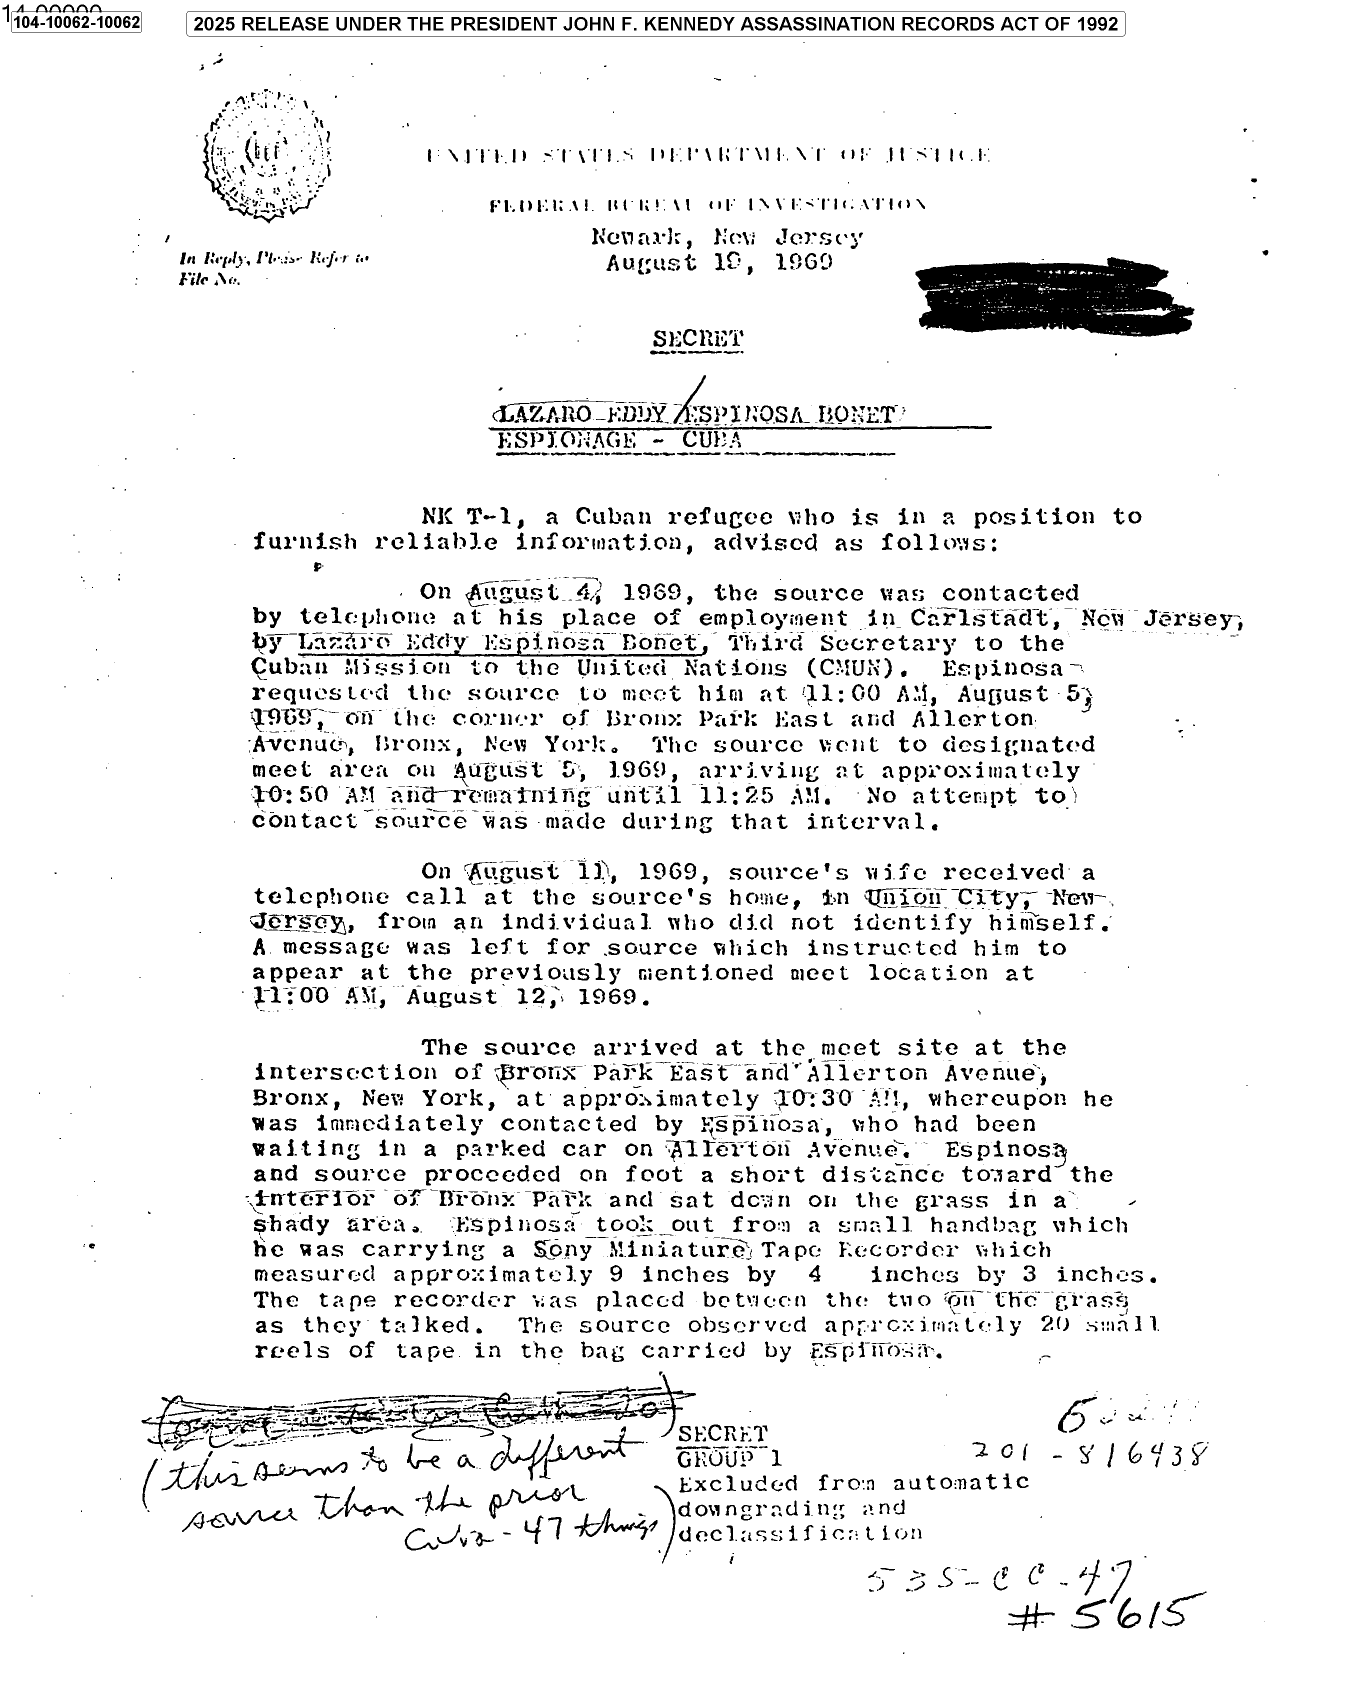 104-10062-10062
2025 RELEASE UNDER THE PRESIDENT JOHN F. KENNEDY ASSASSINATION RECORDS ACT OF 1992
UNITED STATES DEPARTMENT OF JUSTICE
FEDERAL BUREAU OF INVESTIGATION
Newark, New Jersey
In Reply, Please Refer to
File No.
August 19, 1969
SECRET
LAZARO EDDY ESPINOSA BONET
ESPIONAGE - CUBA
NK T-1, a Cuban refugee who is in a position to
furnish reliable information, advised as follows:
On August 4, 1969, the source was contacted
by telephone at his place of employment in Carlstadt, New Jersey,
by Lazaro Eddy Espinosa Bonet, Third Secretary to the
Cuban Mission to the United Nations (CMUN). Espinosa
requested the source to meet him at 11:00 AM, August 5,
1969, on the corner of Bronx Park East and Allerton
Avenue, Bronx, New York. The source went to designated
meet area on August 5, 1969, arriving at approximately
10:50 AM and remaining until 11:25 AM. No attempt to
contact source was made during that interval.
On August 11, 1969, source's wife received a
telephone call at the source's home, in Union City, New
Jersey, from an individual who did not identify himself.
A message was left for source which instructed him to
appear at the previously mentioned meet location at
11:00 AM, August 12, 1969.
The source arrived at the meet site at the
intersection of Bronx Park East and Allerton Avenue,
Bronx, New York, at approximately 10:30 AM, whereupon he
was immediately contacted by Espinosa, who had been
waiting in a parked car on Allerton Avenue. Espinosa
and source proceeded on foot a short distance toward the
interior of Bronx Park and sat down on the grass in a
shady area. Espinosa took out from a small handbag which
he was carrying a Sony Miniature Tape Recorder which
measured approximately 9 inches by 4 inches by 3 inches.
The tape recorder was placed between the two on the grass
as they talked. The source observed approximately 20 small
reels of tape in the bag carried by Espinosa.
SECRET
GROUP 1
Excluded from automatic
downgrading and
declassification
(this seems to be a different
source than the prior
Cuba - 47 things)
201-816438
535-CC-47
# 5615